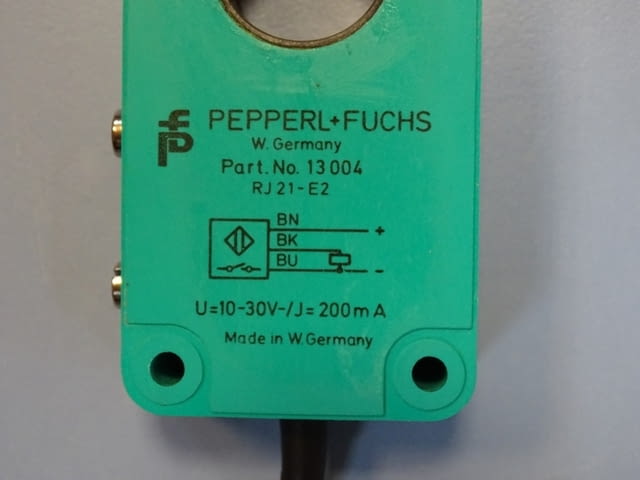 PEPPERL+FUCHS
W. Germany
Part. No. 13 004
RJ 21-E2
BN +
BK
BU -
U=10-30V-/J= 200mA
Made in W. Germany